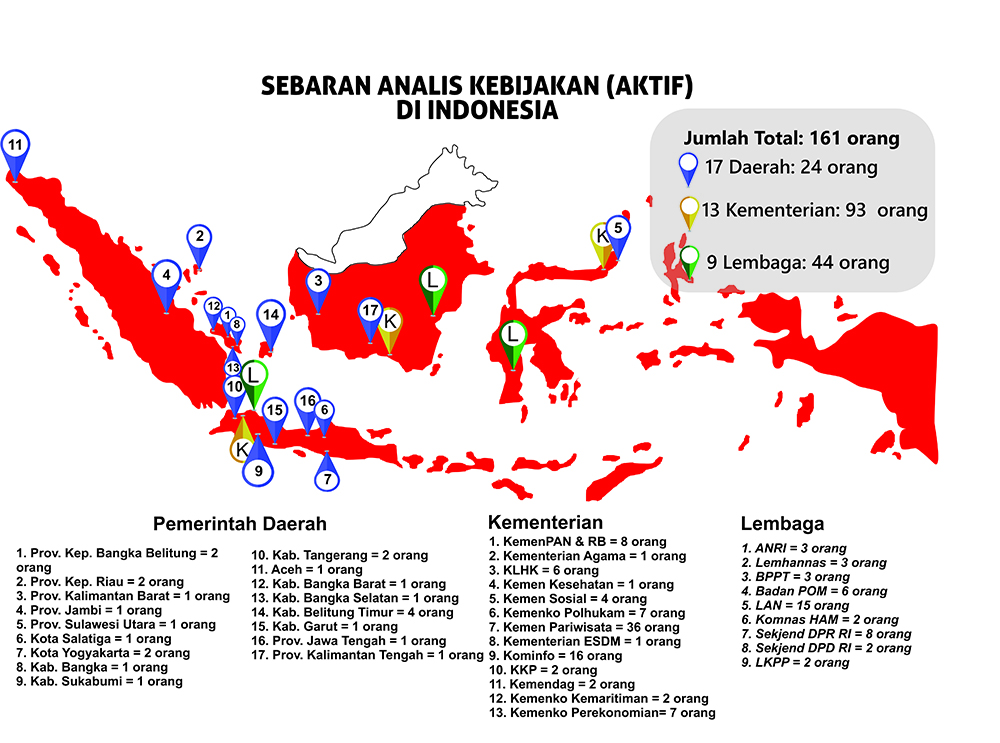 SEBARAN ANALIS KEBIJAKAN (AKTIF)
DI INDONESIA
Jumlah Total: 161 orang
17 Daerah: 24 orang
13 Kementerian: 93 orang
9 Lembaga: 44 orang
11
2
4
12
1
8
14
13
10
L
K
9
15
16
6
7
3
17
K
L
L
K
5
Pemerintah Daerah
1. Prov. Kep. Bangka Belitung = 2
orang
2. Prov. Kep. Riau = 2 orang
3. Prov. Kalimantan Barat = 1 orang
4. Prov. Jambi = 1 orang
5. Prov. Sulawesi Utara = 1 orang
6. Kota Salatiga = 1 orang
7. Kota Yogyakarta = 2 orang
8. Kab. Bangka = 1 orang
9. Kab. Sukabumi = 1 orang
10. Kab. Tangerang = 2 orang
11. Aceh = 1 orang
12. Kab. Bangka Barat = 1 orang
13. Kab. Bangka Selatan = 1 orang
14. Kab. Belitung Timur = 4 orang
15. Kab. Garut = 1 orang
16. Prov. Jawa Tengah = 1 orang
17. Prov. Kalimantan Tengah = 1 orang
Kementerian
1. KemenPAN & RB = 8 orang
2. Kementerian Agama = 1 orang
3. KLHK = 6 orang
4. Kemen Kesehatan = 1 orang
5. Kemen Sosial = 4 orang
6. Kemenko Polhukam = 7 orang
7. Kemen Pariwisata = 36 orang
8. Kementerian ESDM = 1 orang
9. Kominfo = 16 orang
10. KKP = 2 orang
11. Kemendag = 2 orang
12. Kemenko Kemaritiman = 2 orang
13. Kemenko Perekonomian= 7 orang
Lembaga
1. ANRI = 3 orang
2. Lemhannas = 3 orang
3. BPPT = 3 orang
4. Badan POM = 6 orang
5. LAN = 15 orang
6. Komnas HAM = 2 orang
7. Sekjend DPR RI = 8 orang
8. Sekjend DPD RI = 2 orang
9. LKPP = 2 orang